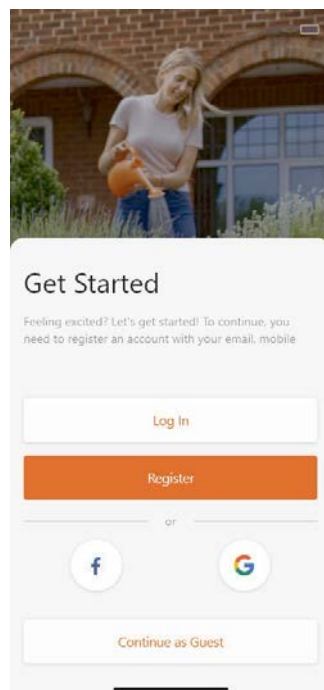 Get Started
Feeling excited? Let's get started! To continue, you
need to register an account with your email, mobile
Log In
Register
or
f
G
Continue as Guest